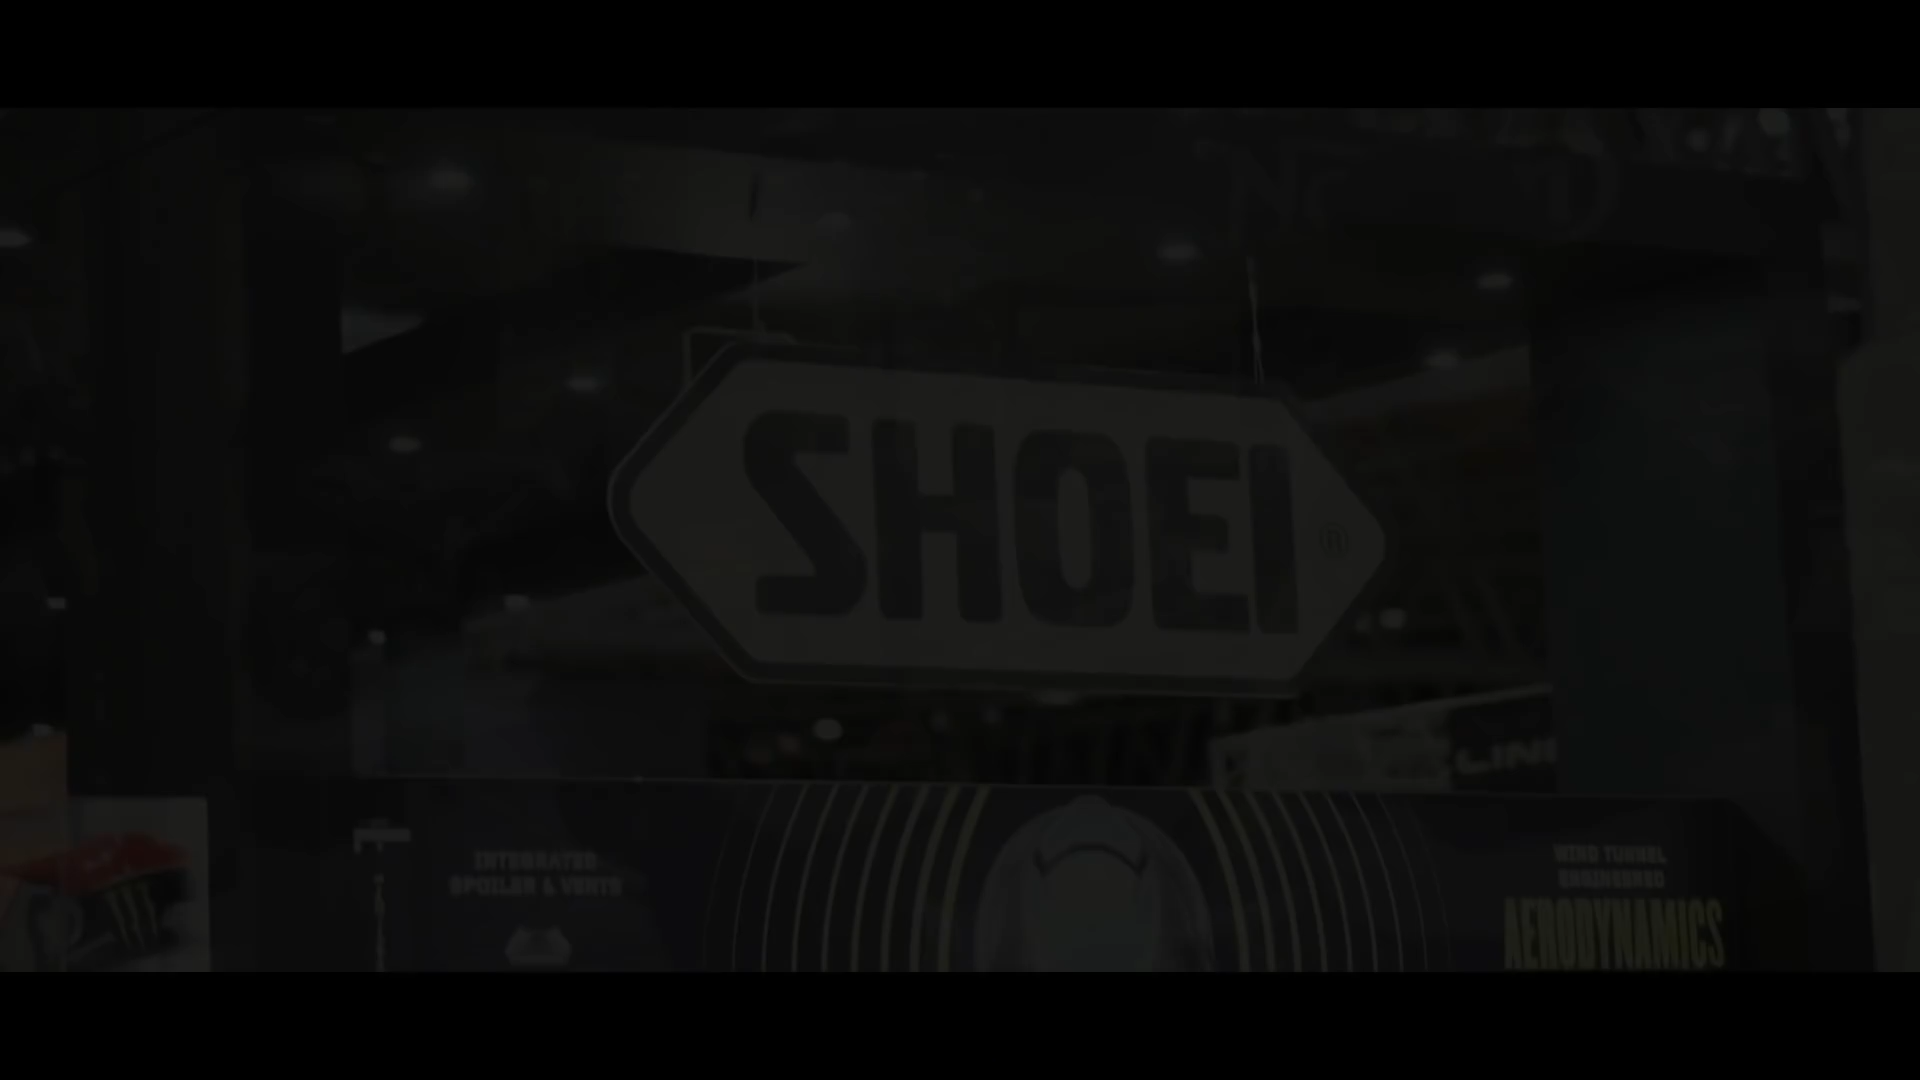 SHOEI ®
INTEGRATED
SPOILER & VENTS
WIND TUNNEL
ENGINEERED
AERODYNAMICS